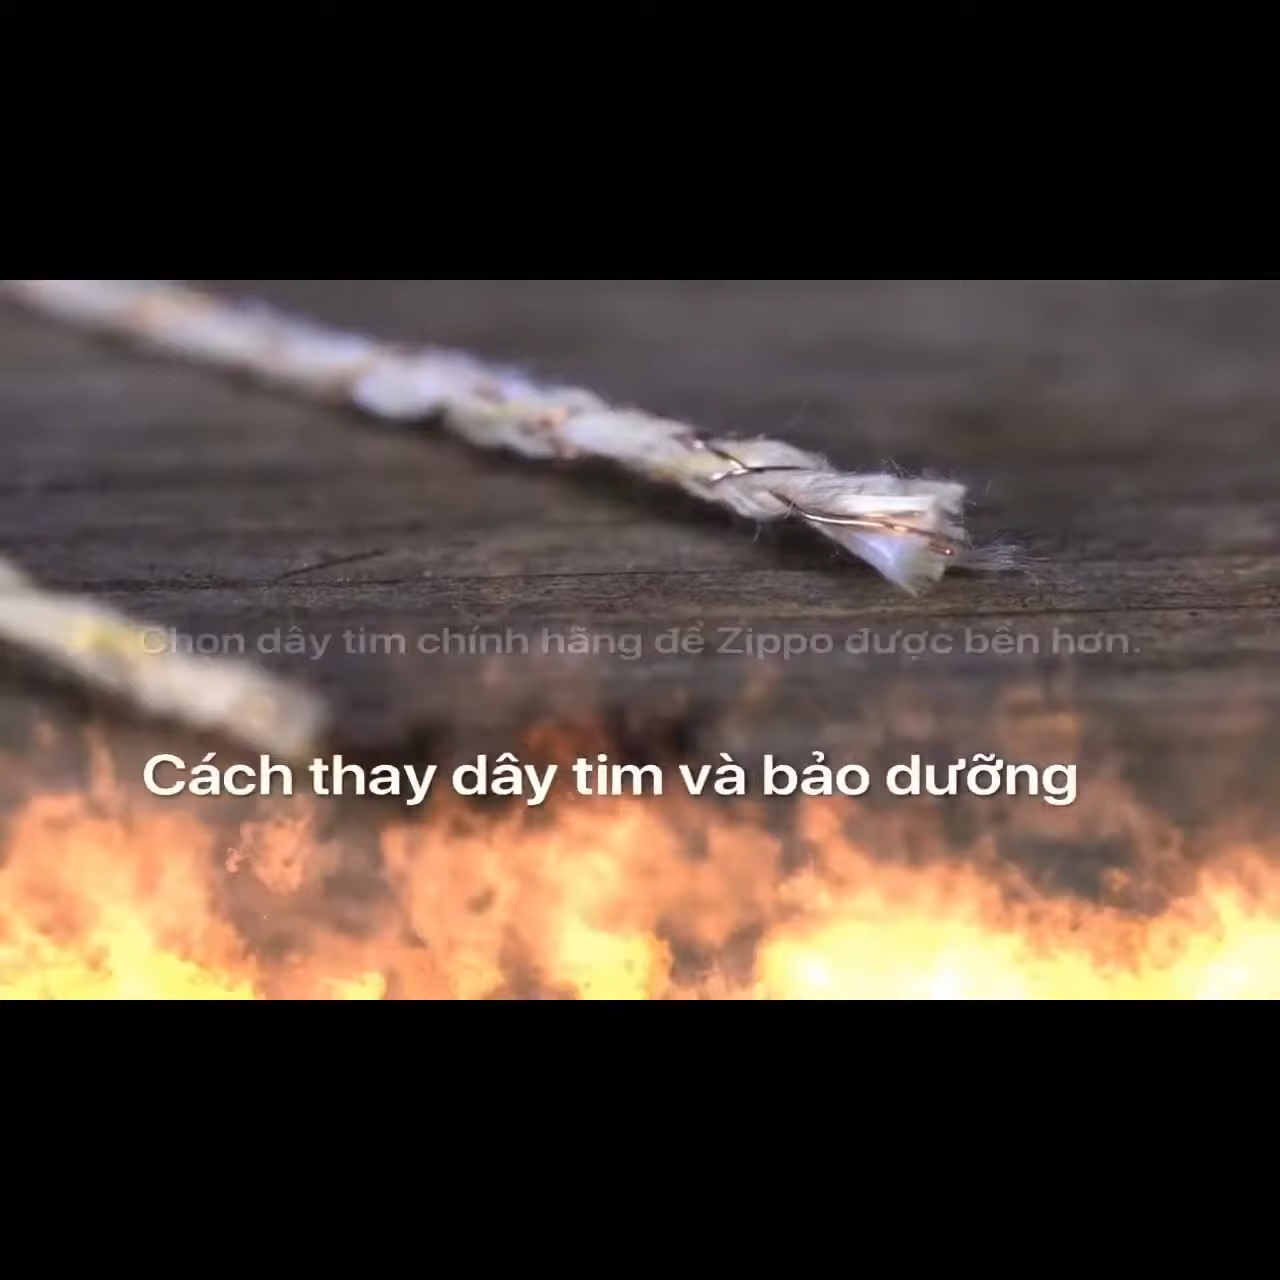 Chọn dây tim chính hãng để Zippo được bền hơn.
Cách thay dây tim và bảo dưỡng